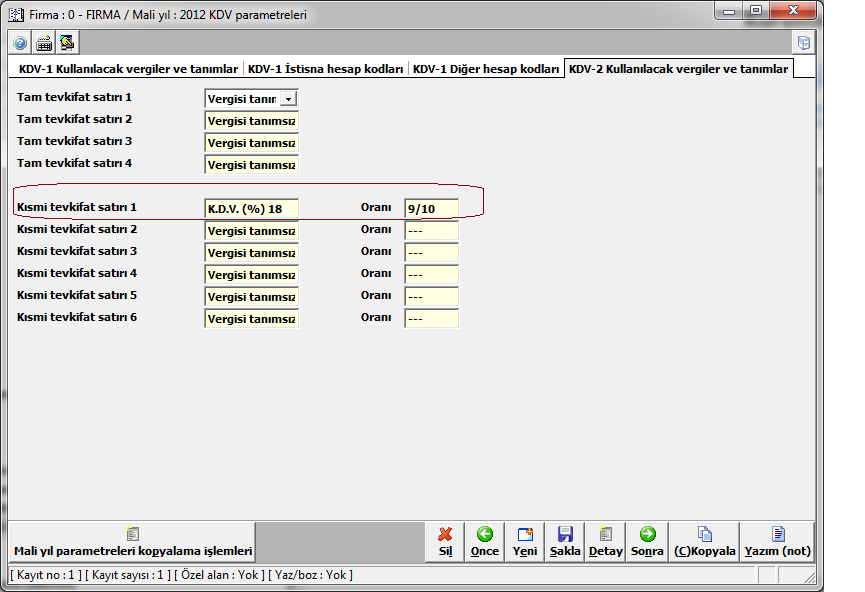 Firma : 0 - FIRMA / Mali yıl : 2012 KDV parametreleri
KDV-1 Kullanılacak vergiler ve tanımlar KDV-1 İstisna hesap kodları KDV-1 Diğer hesap kodları KDV-2 Kullanılacak vergiler ve tanımlar
Tam tevkifat satırı 1 Vergisi tanın
Tam tevkifat satırı 2 Vergisi tanımsız
Tam tevkifat satırı 3 Vergisi tanımsız
Tam tevkifat satırı 4 Vergisi tanımsız
Kısmi tevkifat satırı 1 K.D.V. (%) 18 Oranı 9/10
Kısmi tevkifat satırı 2 Vergisi tanımsız Oranı ---
Kısmi tevkifat satırı 3 Vergisi tanımsız Oranı ---
Kısmi tevkifat satırı 4 Vergisi tanımsız Oranı ---
Kısmi tevkifat satırı 5 Vergisi tanımsız Oranı ---
Kısmi tevkifat satırı 6 Vergisi tanımsız Oranı ---
Mali yıl parametreleri kopyalama işlemleri Sil Önce Yeni Sakla Detay Sonra (C)Kopyala Yazım (not)
[ Kayıt no : 1 ] [ Kayıt sayısı : 1 ] [ Özel alan : Yok ] [ Yaz/boz : Yok ]